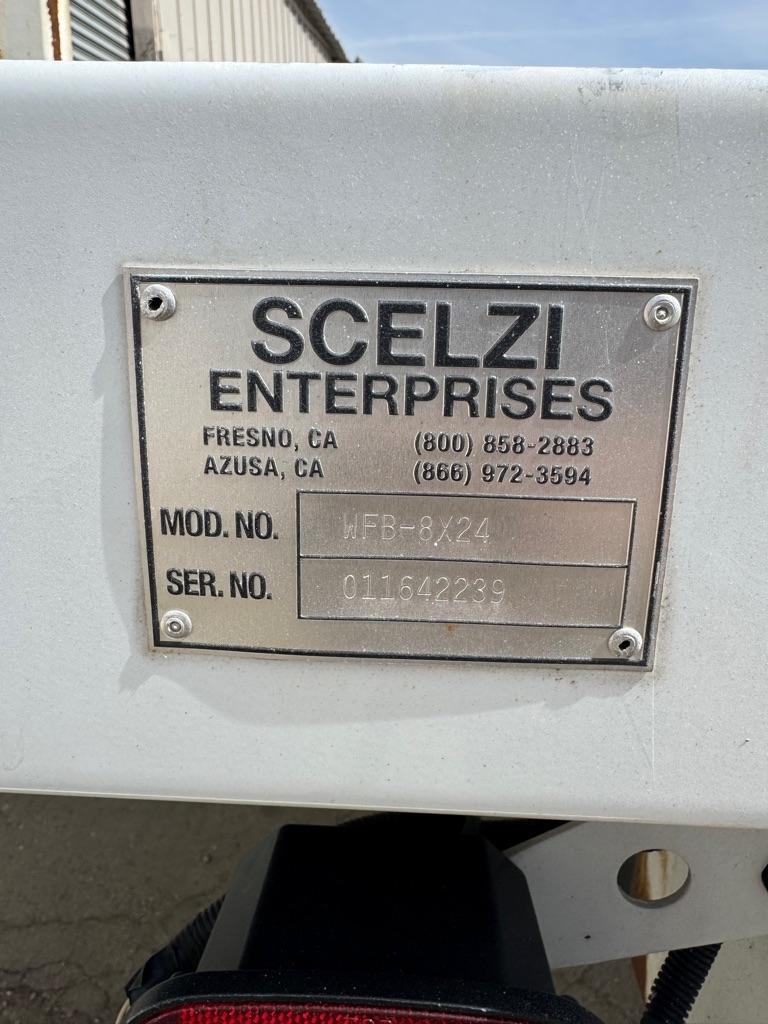 SCELZI
ENTERPRISES
FRESNO, CA (800) 858-2883
AZUSA, CA (866) 972-3594
MOD. NO. WFB-8X24
SER. NO. 011642239